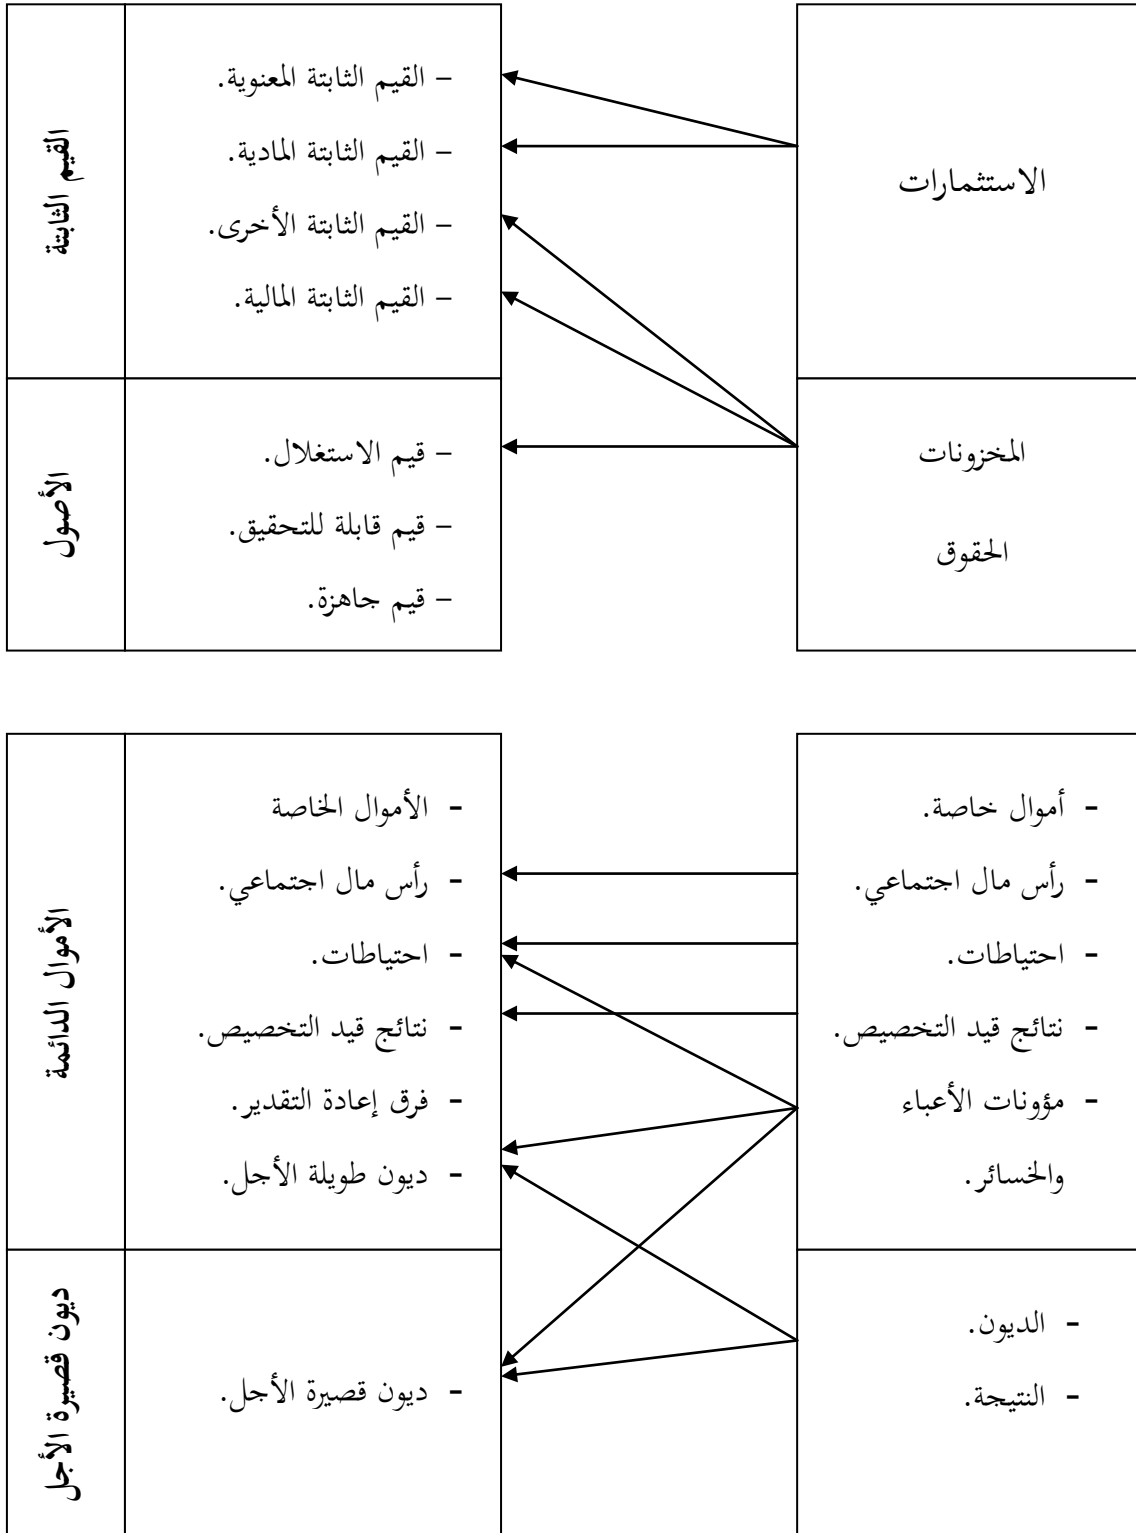 الاستثمارات
المخزونات
الحقوق
– القيم الثابتة المعنوية.
– القيم الثابتة المادية.
– القيم الثابتة الأخرى.
– القيم الثابتة المالية.
– قيم الاستغلال.
– قيم قابلة للتحقيق.
– قيم جاهزة.
القيم الثابتة
الأصول
- أموال خاصة.
- رأس مال اجتماعي.
- احتياطات.
- نتائج قيد التخصيص.
- مؤونات الأعباء
والخسائر.
- الديون.
- النتيجة.
- الأموال الخاصة
- رأس مال اجتماعي.
- احتياطات.
- نتائج قيد التخصيص.
- فرق إعادة التقدير.
- ديون طويلة الأجل.
- ديون قصيرة الأجل.
الأموال الدائمة
ديون قصيرة الأجل